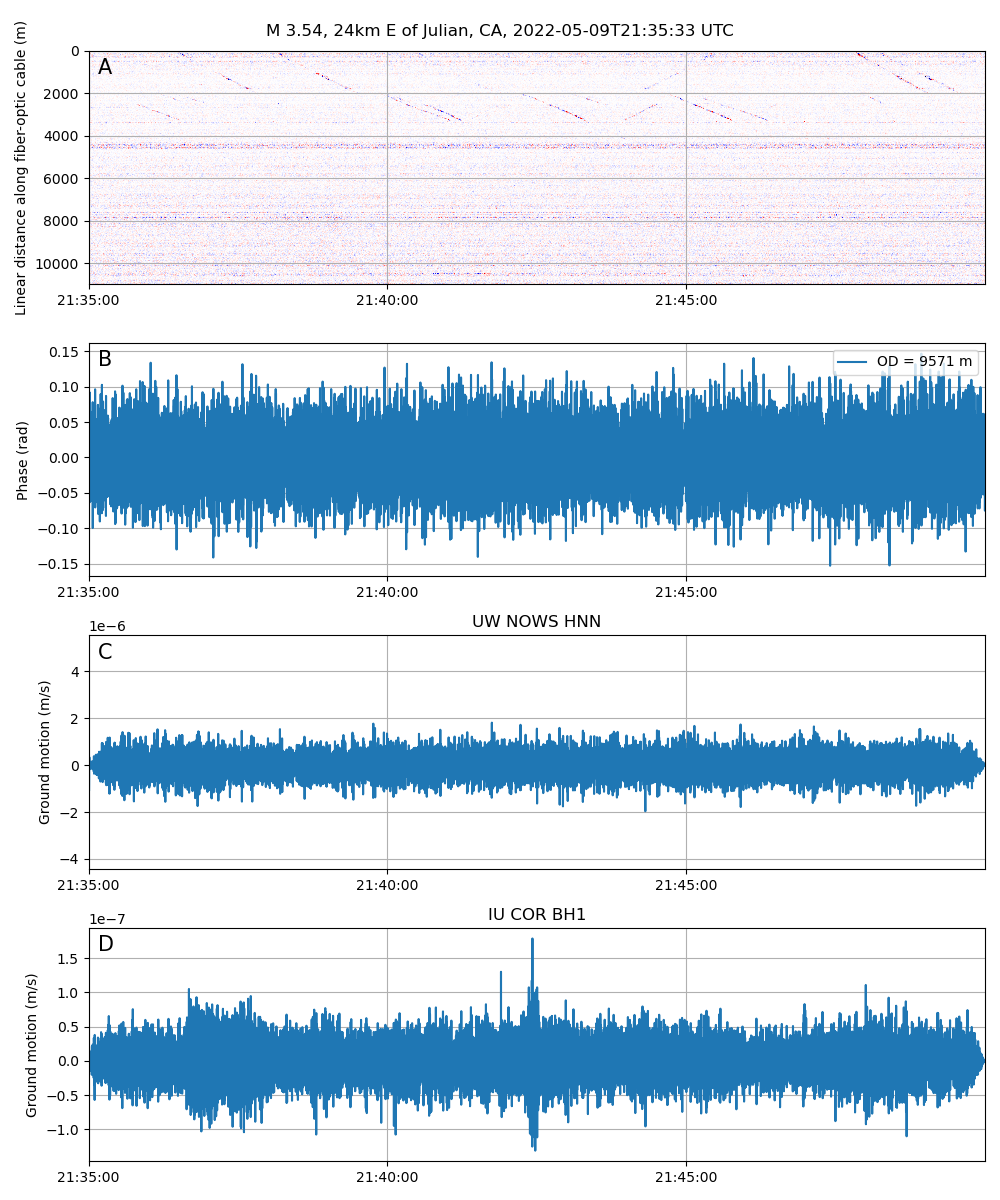 M 3.54, 24km E of Julian, CA, 2022-05-09T21:35:33 UTC
A
Linear distance along fiber-optic cable (m)
0
2000
4000
6000
8000
10000
21:35:00 21:40:00 21:45:00
B
OD = 9571 m
Phase (rad)
0.15
0.10
0.05
0.00
−0.05
−0.10
−0.15
21:35:00 21:40:00 21:45:00
UW NOWS HNN
1e−6
C
Ground motion (m/s)
4
2
0
−2
−4
21:35:00 21:40:00 21:45:00
IU COR BH1
1e−7
D
Ground motion (m/s)
1.5
1.0
0.5
0.0
−0.5
−1.0
21:35:00 21:40:00 21:45:00